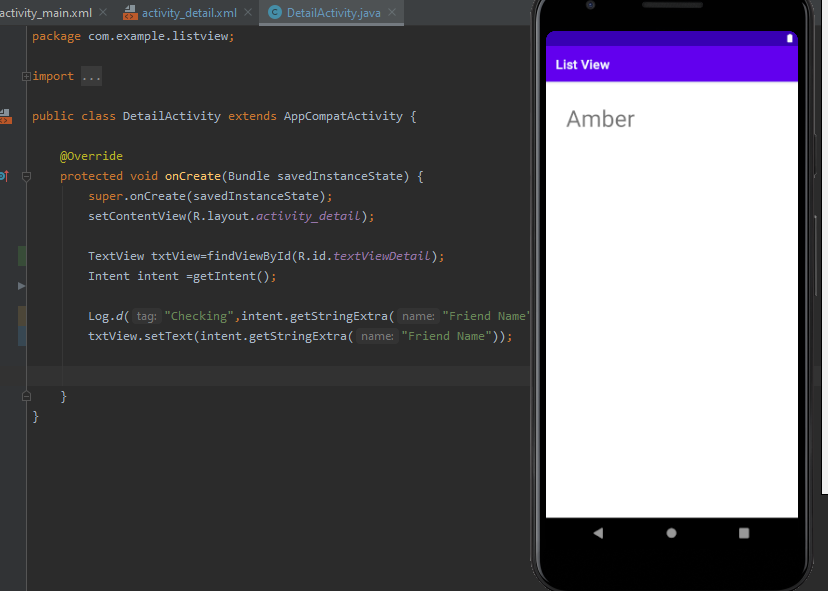 activity_main.xml activity_detail.xml DetailActivity.java
package com.example.listview;
import ...
public class DetailActivity extends AppCompatActivity {
@Override
protected void onCreate(Bundle savedInstanceState) {
super.onCreate(savedInstanceState);
setContentView(R.layout.activity_detail);
TextView txtView=findViewById(R.id.textViewDetail);
Intent intent =getIntent();
Log.d( tag: "Checking",intent.getStringExtra( name: "Friend Name"
txtView.setText(intent.getStringExtra( name: "Friend Name"));
}
}
List View
Amber